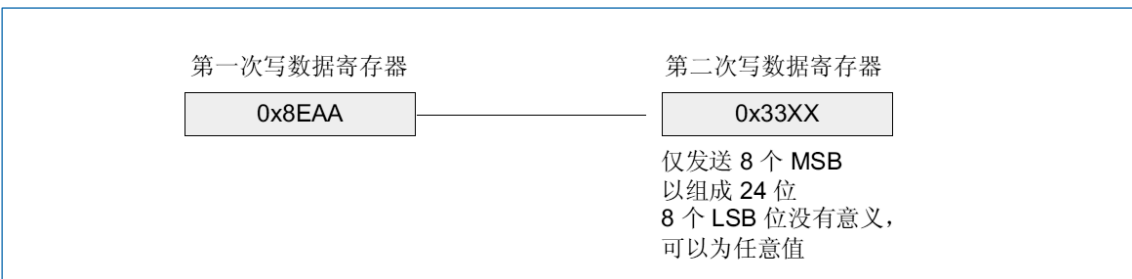 第一次写数据寄存器
第二次写数据寄存器
0x8EAA
0x33XX
仅发送 8 个 MSB
以组成 24 位
8 个 LSB 位没有意义，
可以为任意值